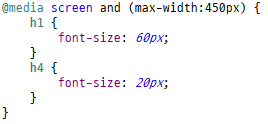 @media screen and (max-width:450px) {
    h1 {
        font-size: 60px;
    }
    h4 {
        font-size: 20px;
    }
}